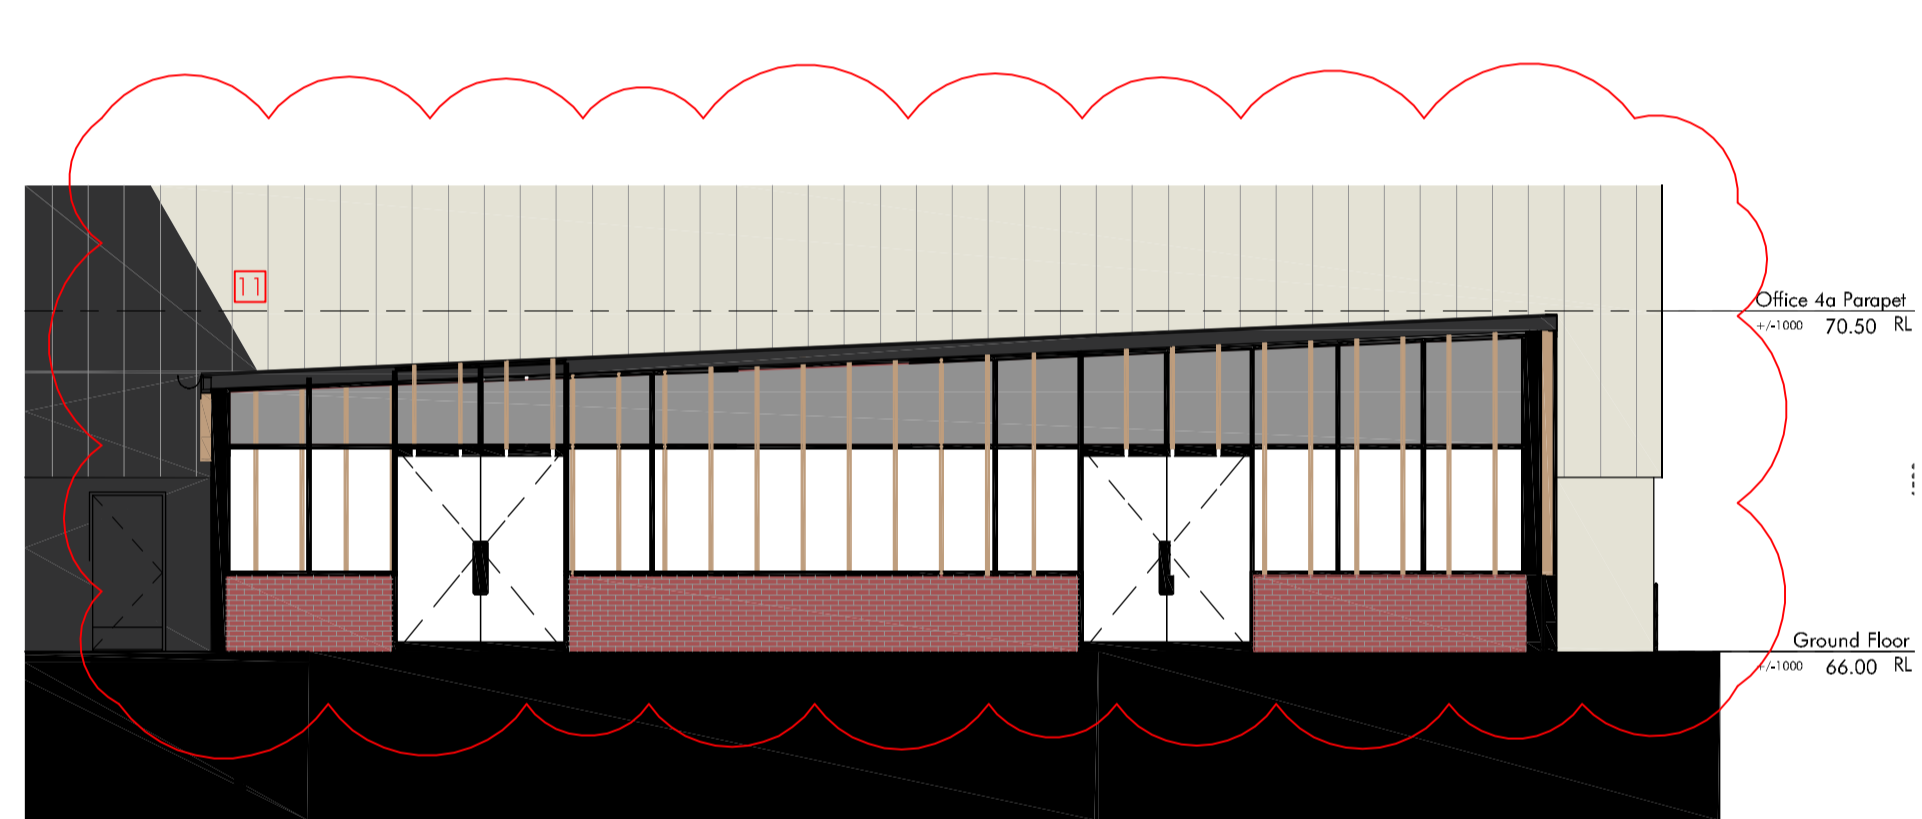 11
Office 4a Parapet
+/-1000 70.50 RL
Ground Floor
+/-1000 66.00 RL